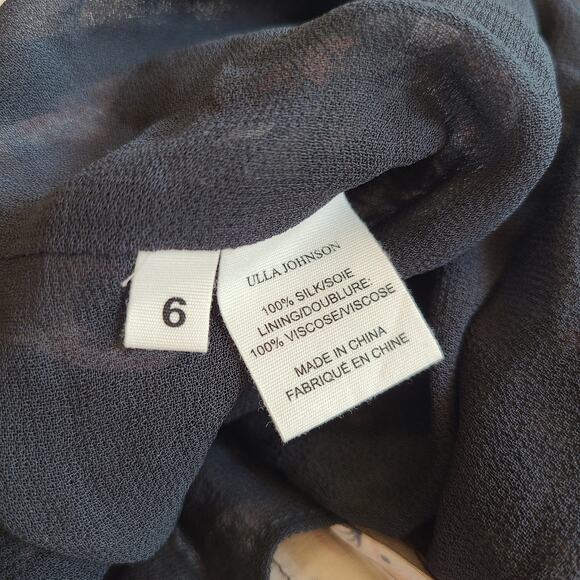 6
ULLA JOHNSON
100% SILK/SOIE
LINING/DOUBLURE:
100% VISCOSE/VISCOSE
MADE IN CHINA
FABRIQUÉ EN CHINE